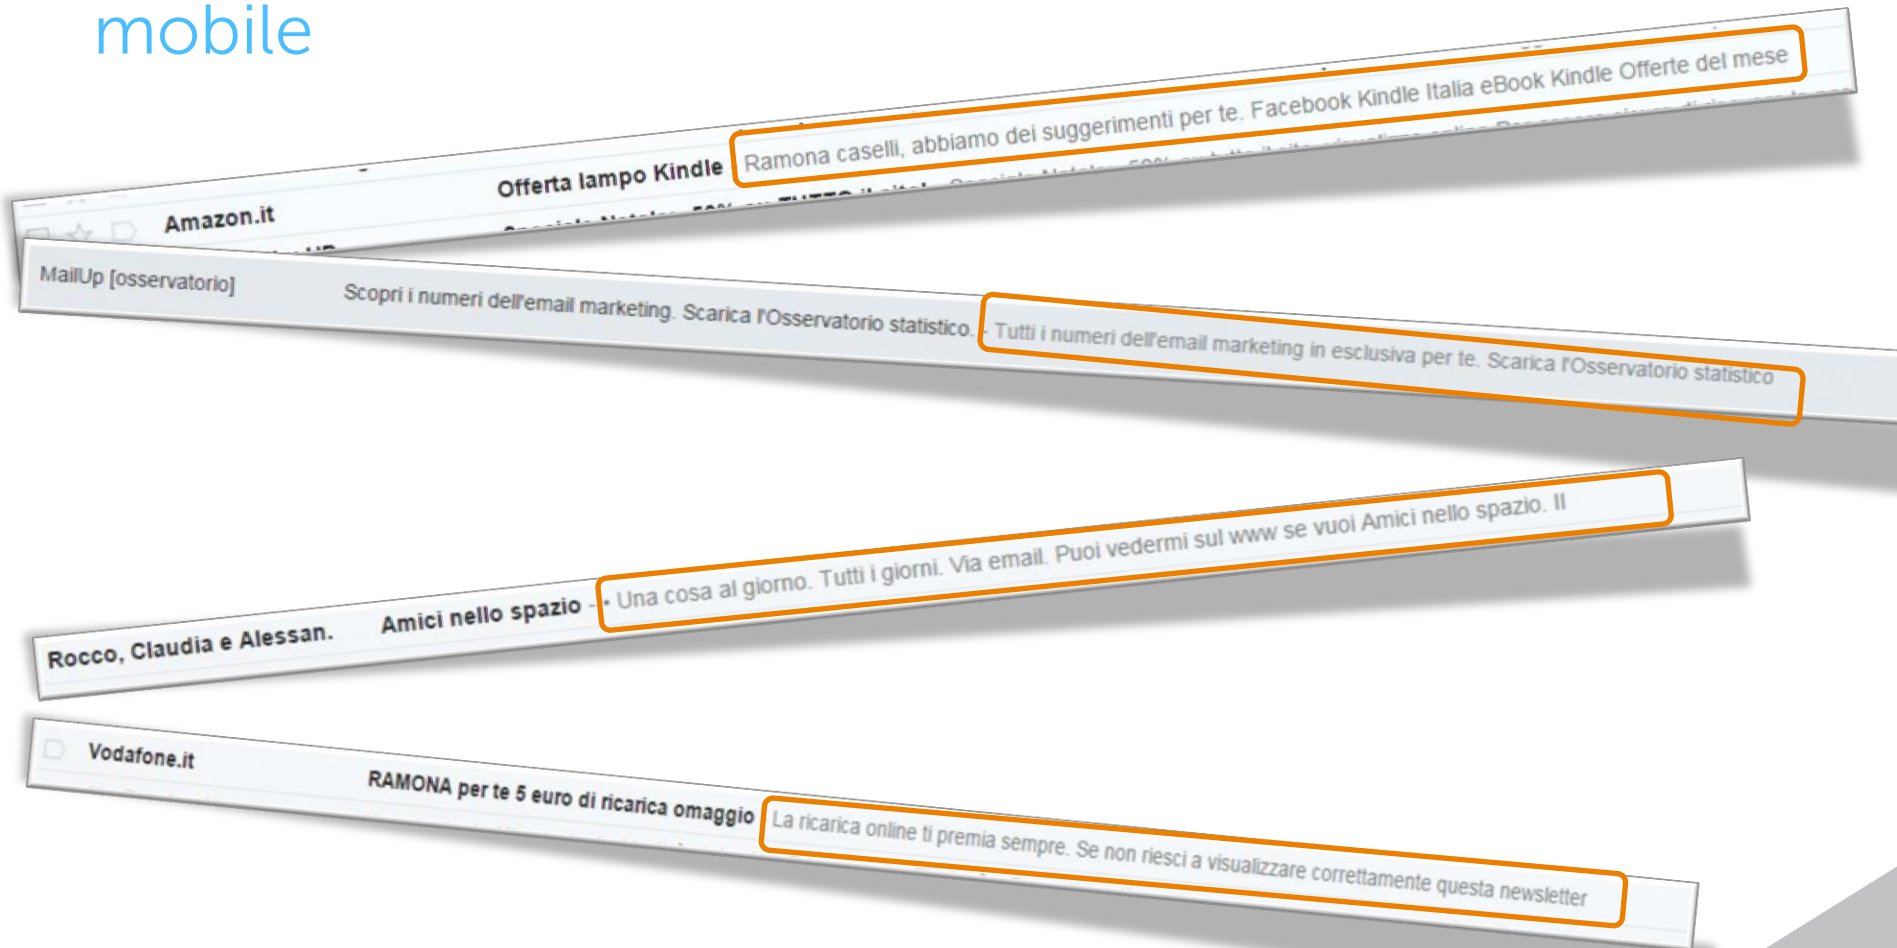 mobile
Amazon.it Offerta lampo Kindle - Ramona caselli, abbiamo dei suggerimenti per te. Facebook Kindle Italia eBook Kindle Offerte del mese
MailUp [osservatorio] Scopri i numeri dell'email marketing. Scarica l'Osservatorio statistico. - Tutti i numeri dell'email marketing in esclusiva per te. Scarica l'Osservatorio statistico
Rocco, Claudia e Alessan. Amici nello spazio - • Una cosa al giorno. Tutti i giorni. Via email. Puoi vedermi sul www se vuoi Amici nello spazio. Il
Vodafone.it RAMONA per te 5 euro di ricarica omaggio La ricarica online ti premia sempre. Se non riesci a visualizzare correttamente questa newsletter